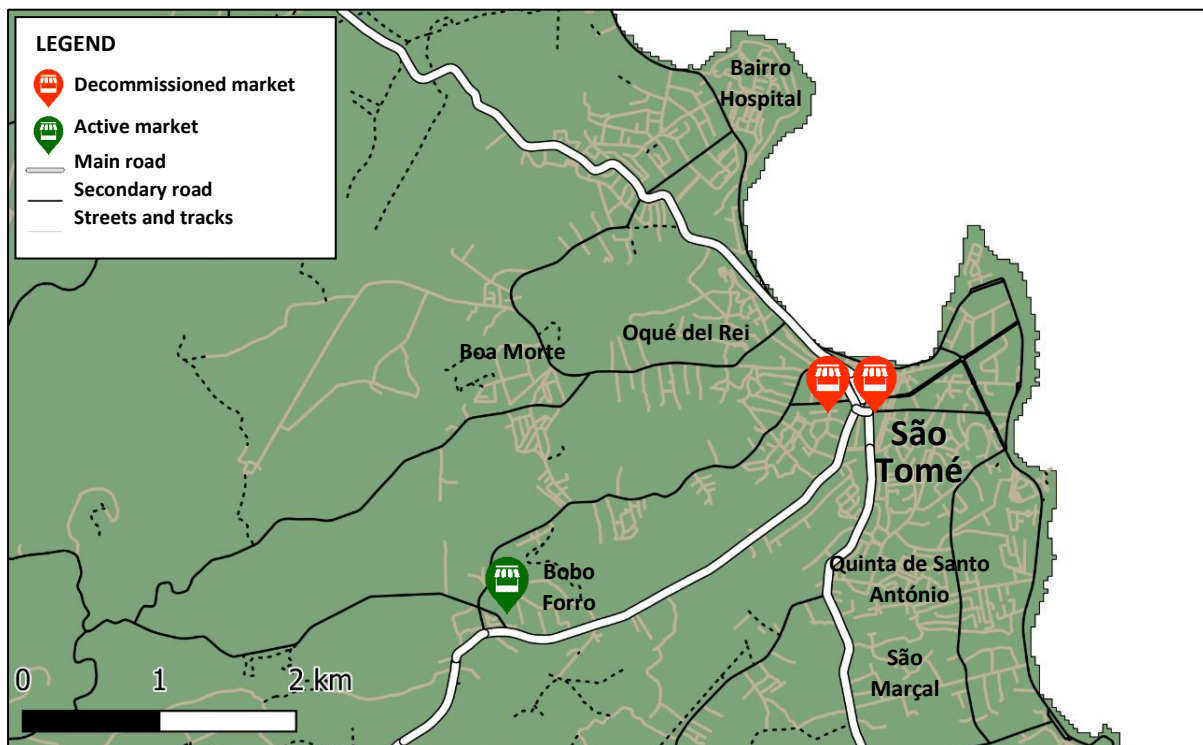 LEGEND
Decommissioned market
Active market
Main road
Secondary road
Streets and tracks
Bairro
Hospital
Oqué del Rei
Boa Morte
São
Tomé
Bobo
Forro
Quinta de Santo
António
São
Marçal
0 1 2 km